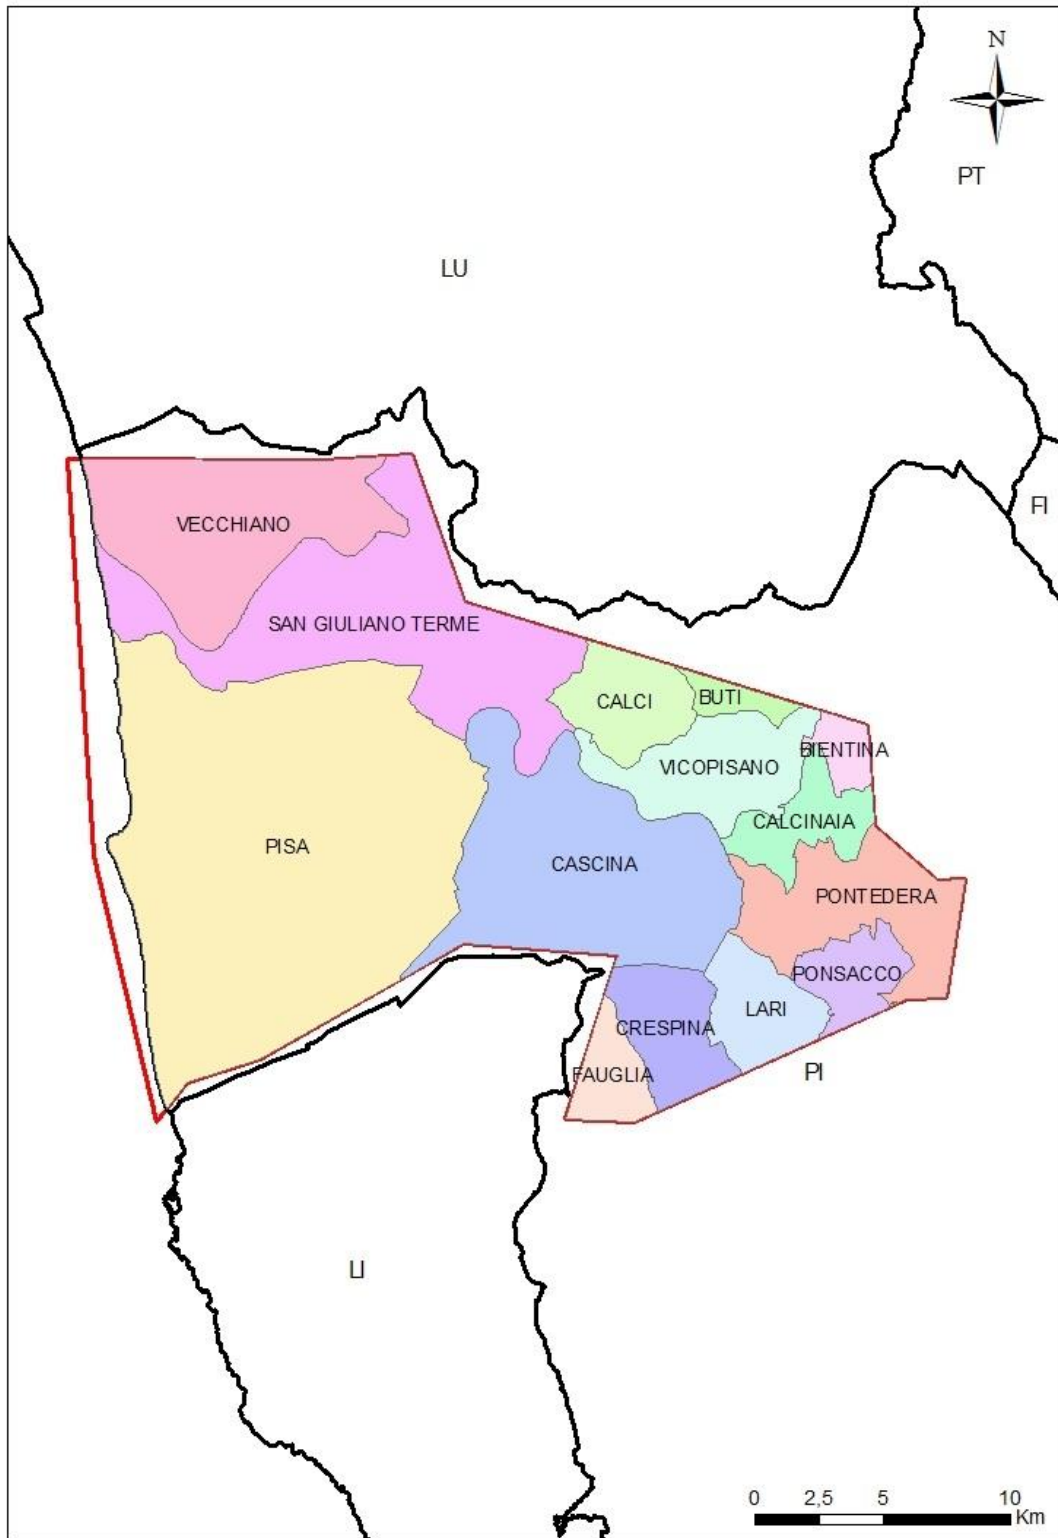 N
PT
LU
FI
VECCHIANO
SAN GIULIANO TERME
CALCI
BUTI
BIENTINA
VICOPISANO
CALCINAIA
PISA
CASCINA
PONTEDERA
PONSACCO
LARI
CRESPINA
FAUGLIA
PI
LI
0 2,5 5 10
Km